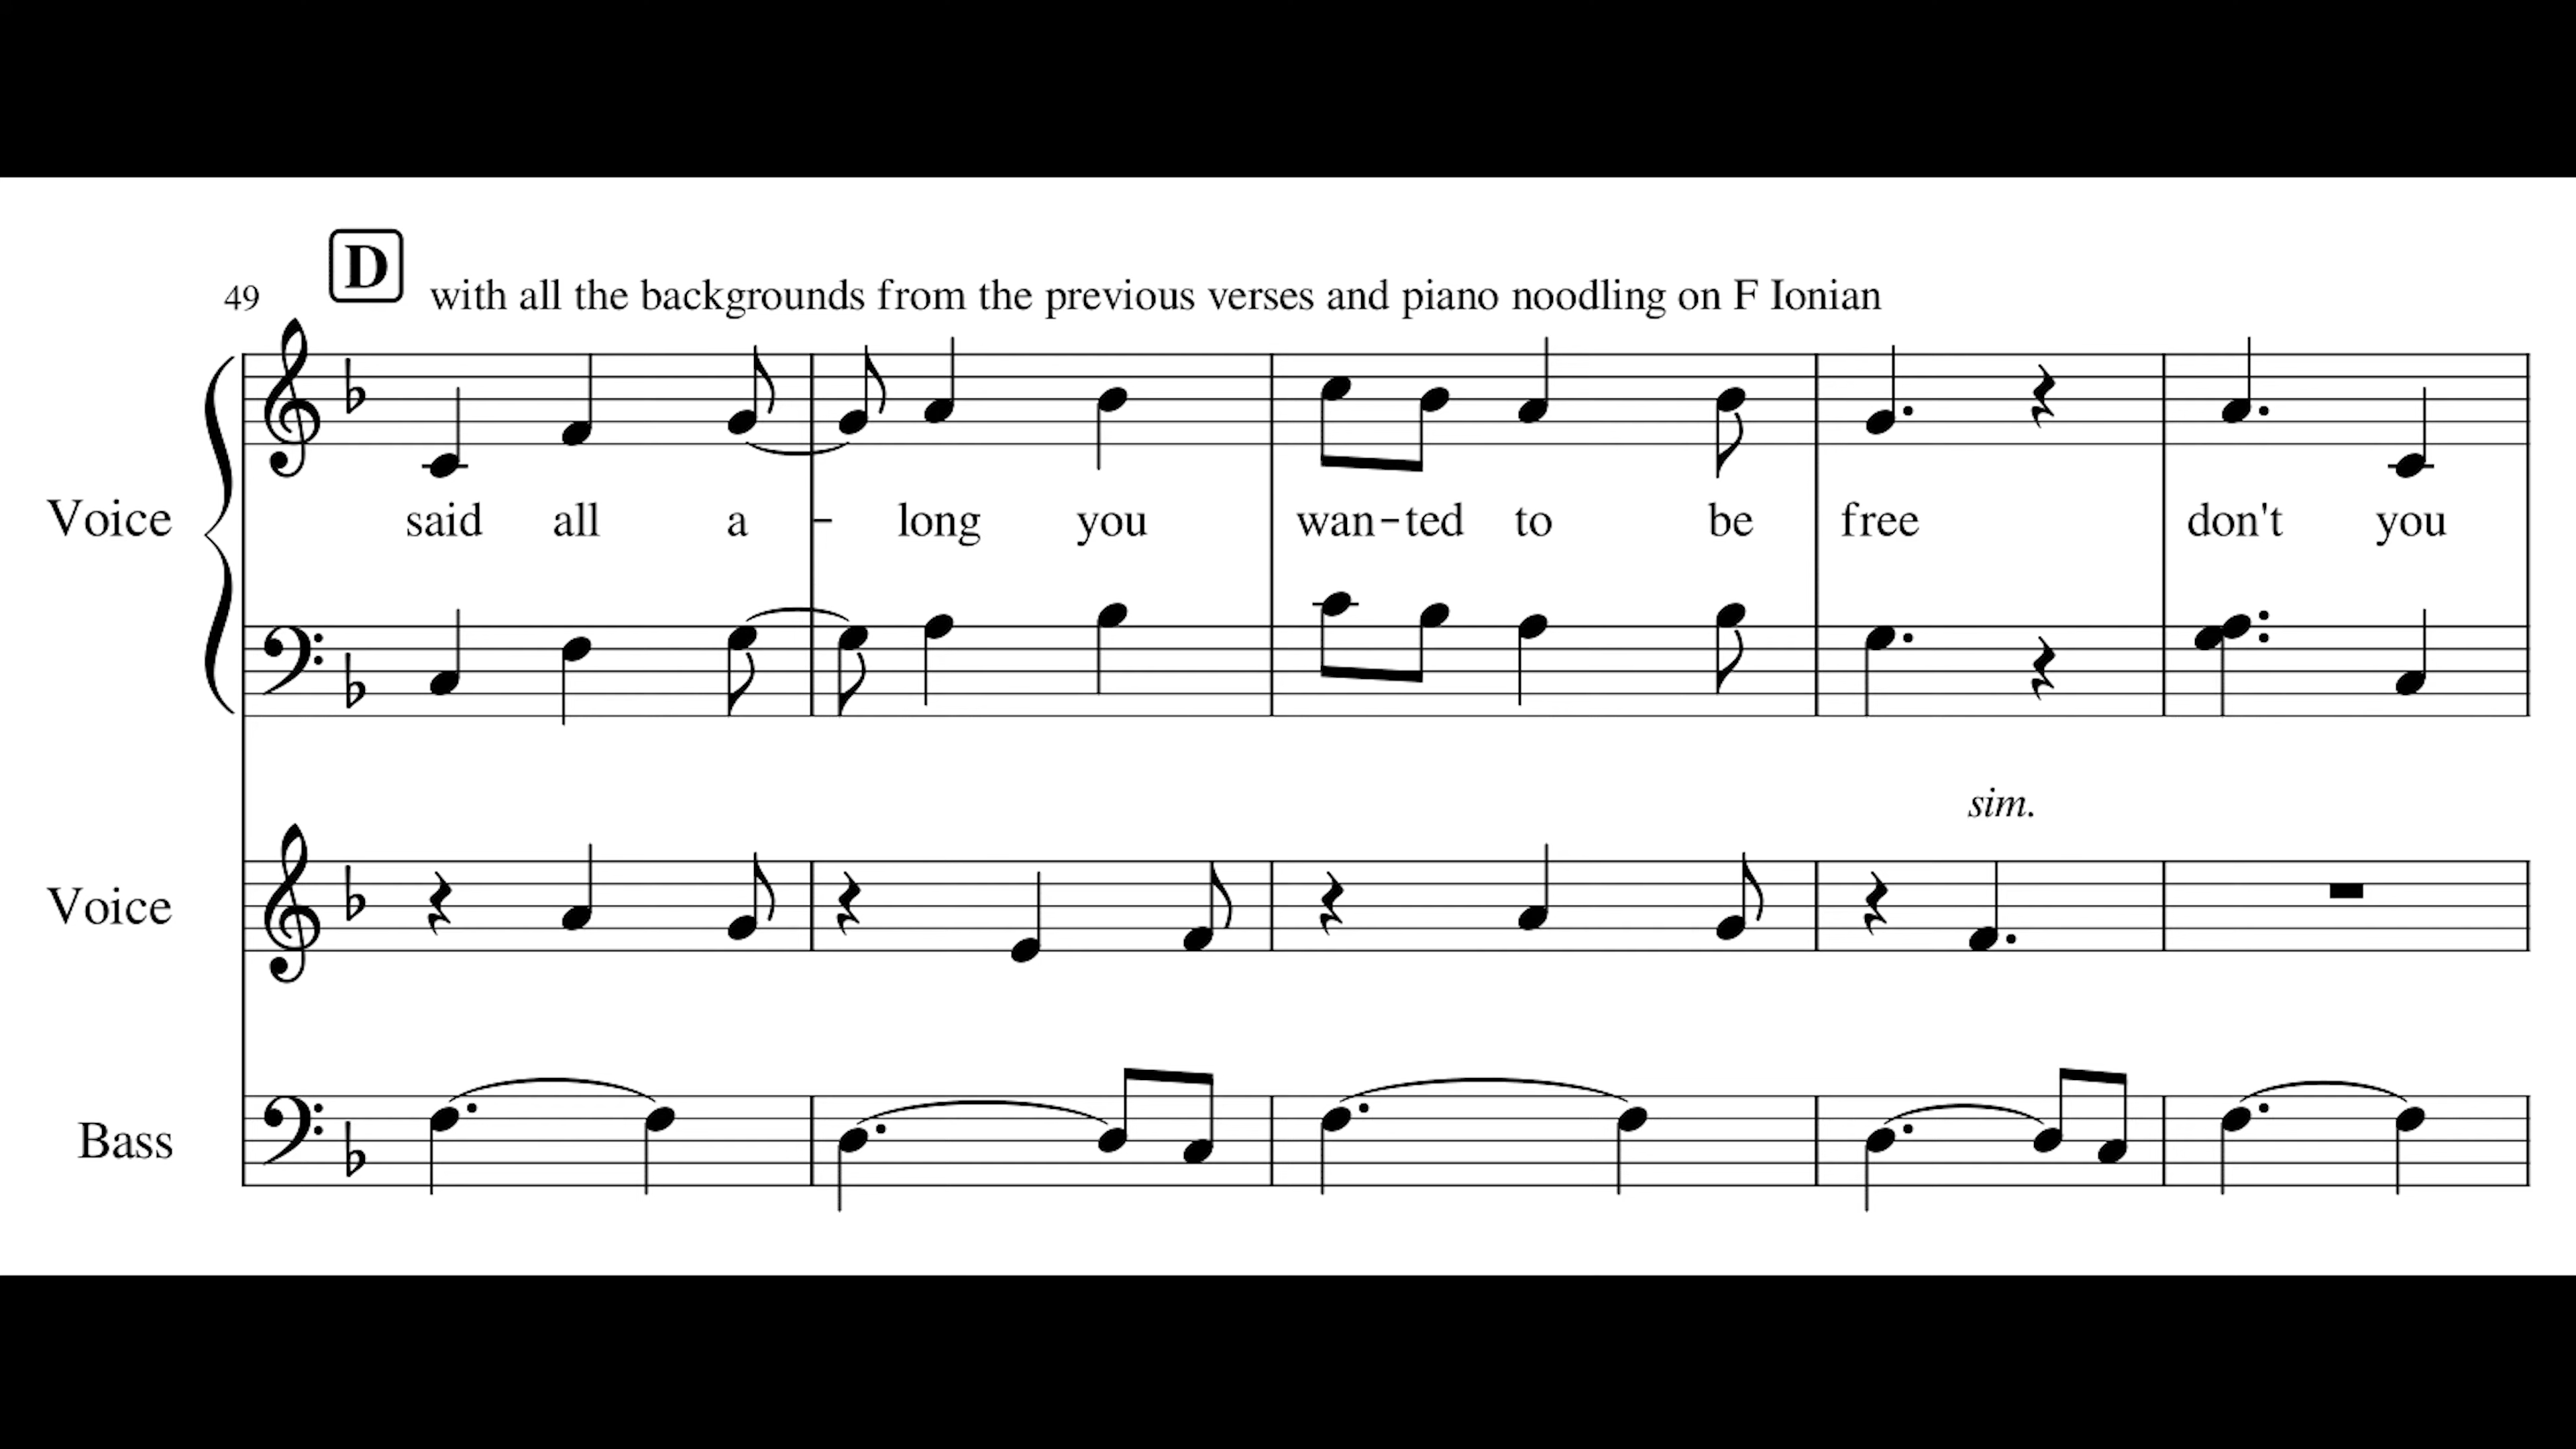 D
49 with all the backgrounds from the previous verses and piano noodling on F Ionian
Voice
said all a - long you wan-ted to be free don't you
sim.
Voice
Bass